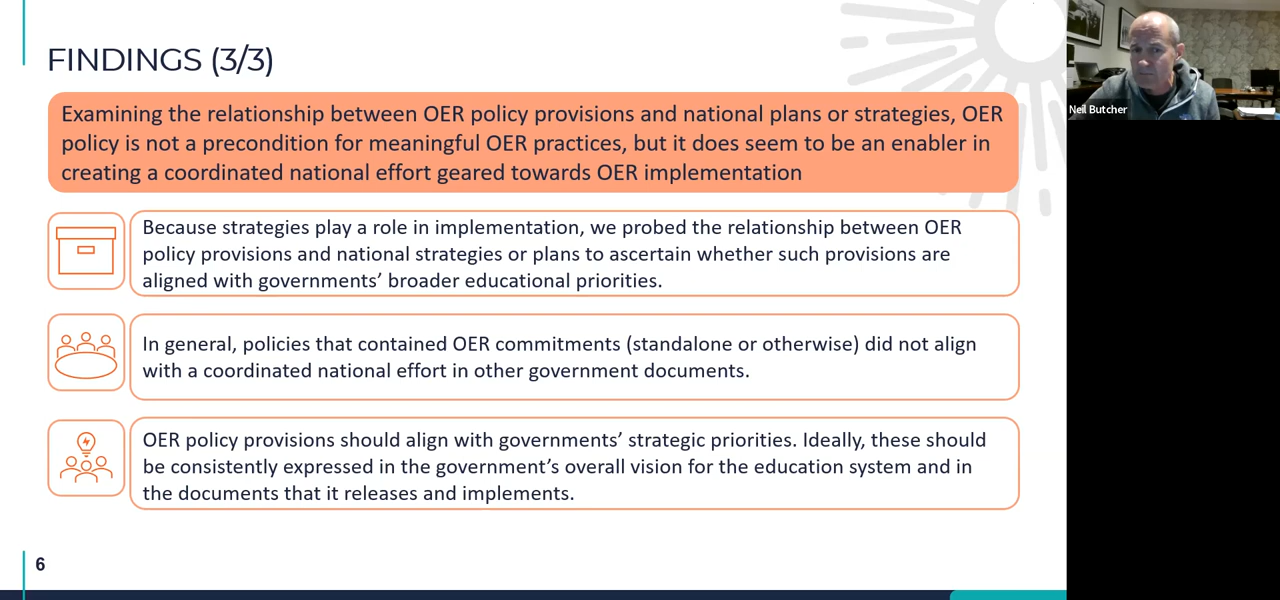 FINDINGS (3/3)
Examining the relationship between OER policy provisions and national plans or strategies, OER
policy is not a precondition for meaningful OER practices, but it does seem to be an enabler in
creating a coordinated national effort geared towards OER implementation
Because strategies play a role in implementation, we probed the relationship between OER
policy provisions and national strategies or plans to ascertain whether such provisions are
aligned with governments’ broader educational priorities.
In general, policies that contained OER commitments (standalone or otherwise) did not align
with a coordinated national effort in other government documents.
OER policy provisions should align with governments’ strategic priorities. Ideally, these should
be consistently expressed in the government’s overall vision for the education system and in
the documents that it releases and implements.
6
Neil Butcher